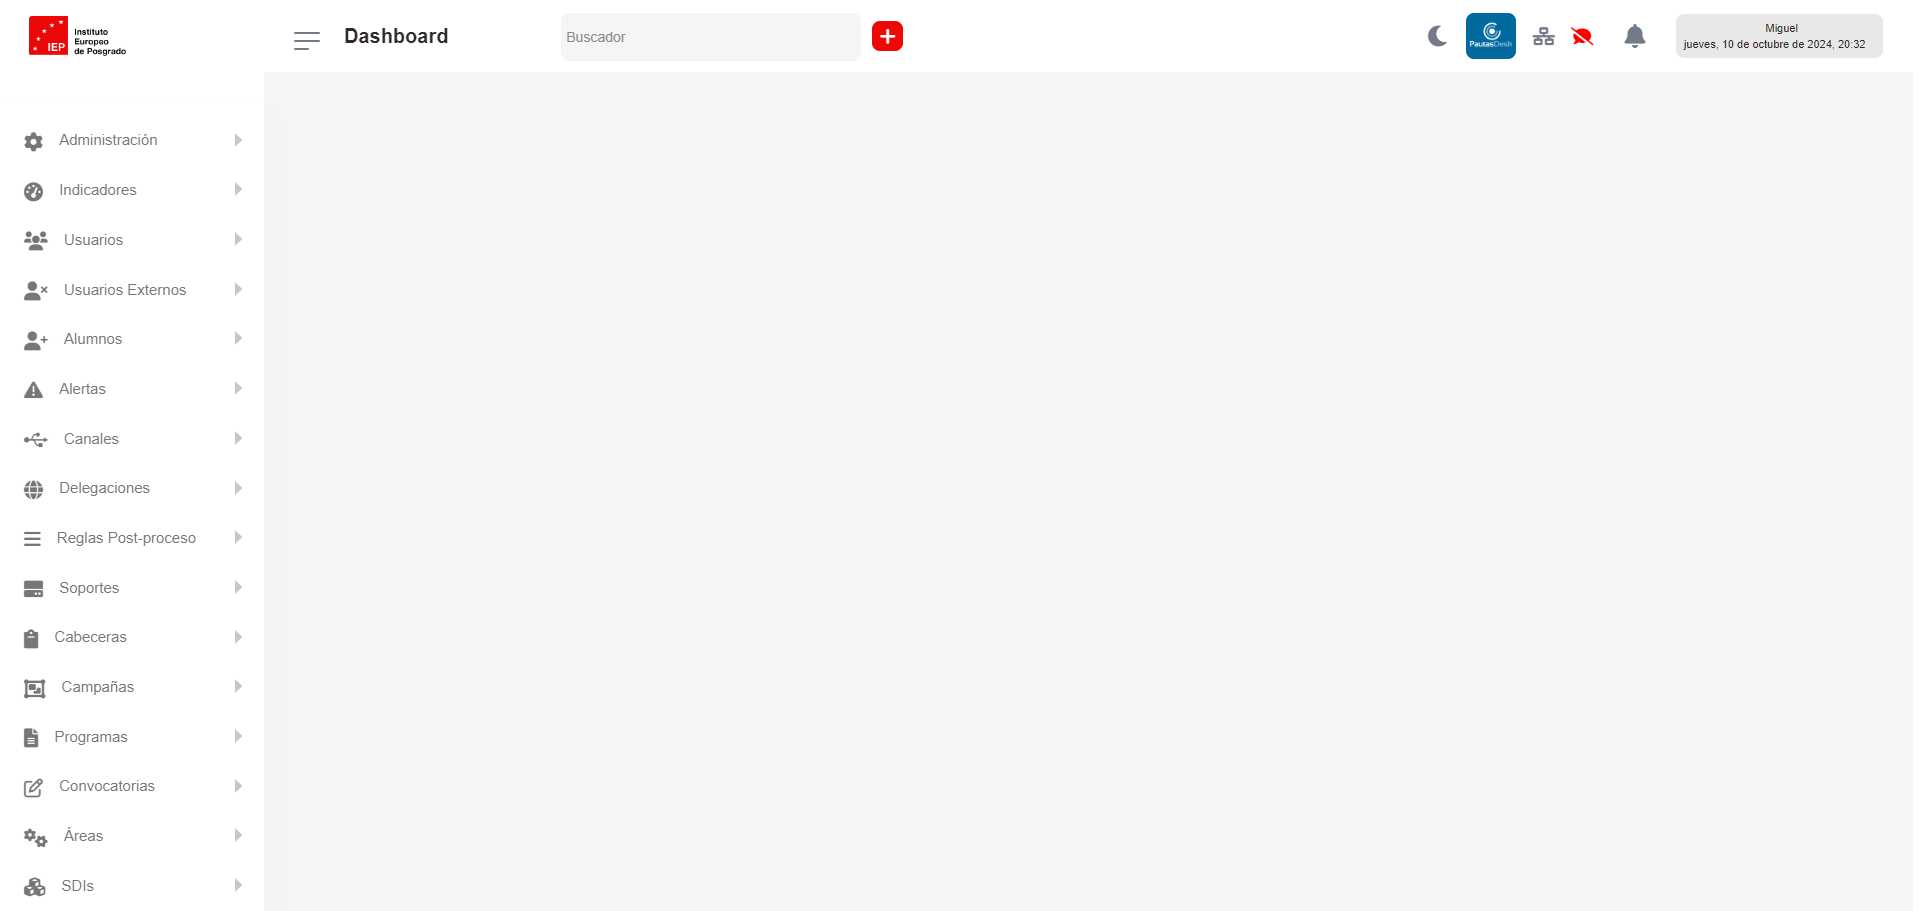 IEP
Instituto
Europeo
de Posgrado
Dashboard
Buscador
PautasDesh
Miguel
jueves, 10 de octubre de 2024, 20:32
Administración
Indicadores
Usuarios
Usuarios Externos
Alumnos
Alertas
Canales
Delegaciones
Reglas Post-proceso
Soportes
Cabeceras
Campañas
Programas
Convocatorias
Áreas
SDIs